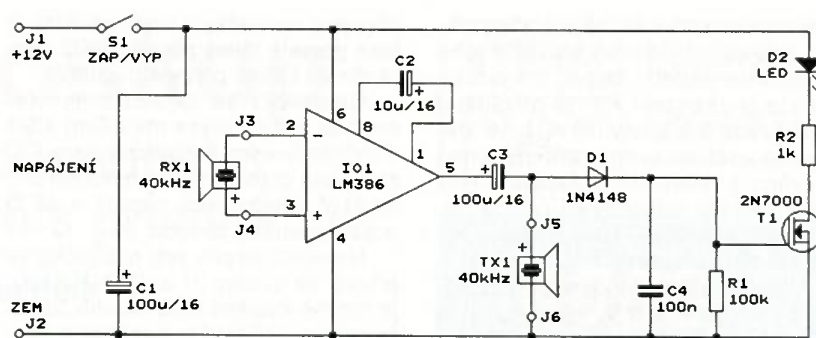 J1
+12V
S1
ZAP/VYP
NAPÁJENÍ
ZEM
J2
+
C1
100u/16
J3
RX1
40kHz
J4
2
3
+
6
8
C2
10u/16
+
1
IO1
LM386
4
5
C3
100u/16
+
D1
1N4148
J5
TX1
40kHz
J6
C4
100n
R1
100k
D2
LED
R2
1k
2N7000
T1